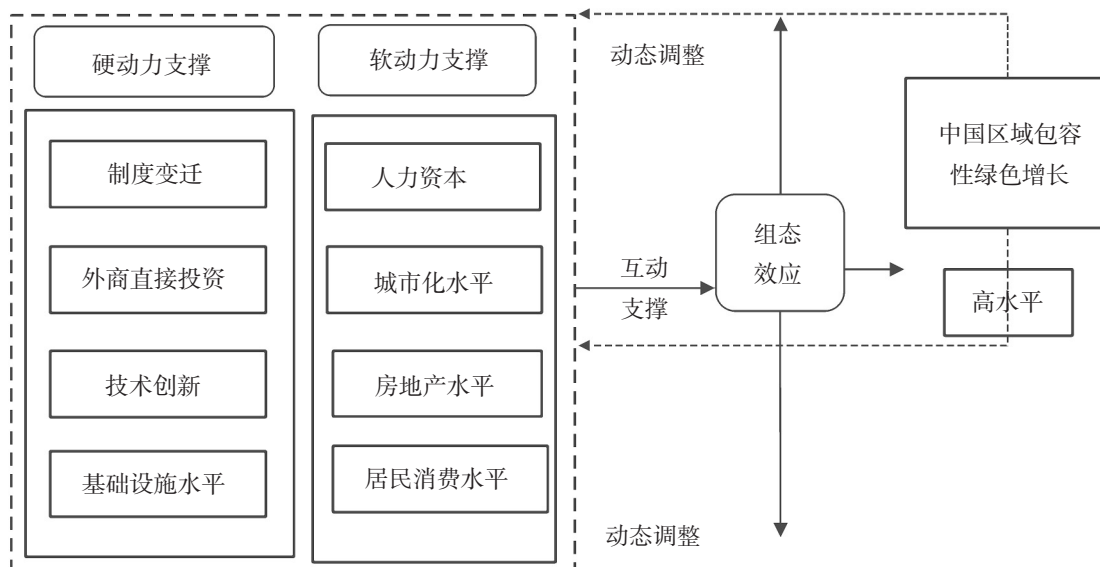 硬动力支撑
制度变迁
外商直接投资
技术创新
基础设施水平
软动力支撑
人力资本
城市化水平
房地产水平
居民消费水平
互动
支撑
动态调整
组态
效应
动态调整
中国区域包容
性绿色增长
高水平